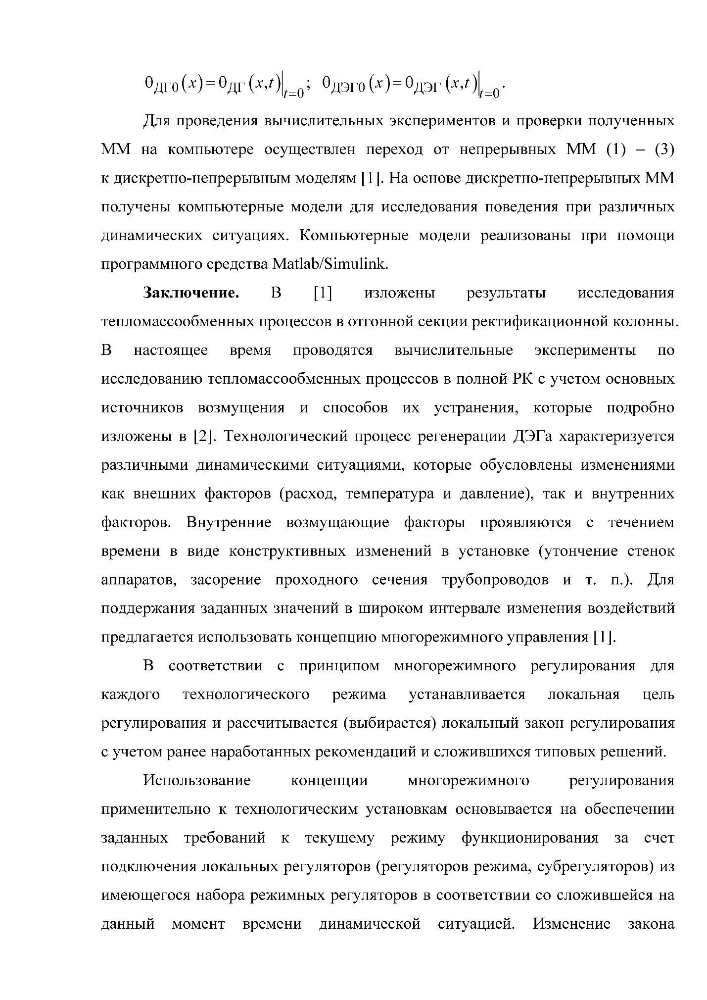 θДГ0(x)=θДГ(x,t)|t=0; θДЭГ0(x)=θДЭГ(x,t)|t=0.
Для проведения вычислительных экспериментов и проверки полученных
ММ на компьютере осуществлен переход от непрерывных ММ (1) – (3)
к дискретно-непрерывным моделям [1]. На основе дискретно-непрерывных ММ
получены компьютерные модели для исследования поведения при различных
динамических ситуациях. Компьютерные модели реализованы при помощи
программного средства Matlab/Simulink.
Заключение. В [1] изложены результаты исследования
тепломассообменных процессов в отгонной секции ректификационной колонны.
В настоящее время проводятся вычислительные эксперименты по
исследованию тепломассообменных процессов в полной РК с учетом основных
источников возмущения и способов их устранения, которые подробно
изложены в [2]. Технологический процесс регенерации ДЭГа характеризуется
различными динамическими ситуациями, которые обусловлены изменениями
как внешних факторов (расход, температура и давление), так и внутренних
факторов. Внутренние возмущающие факторы проявляются с течением
времени в виде конструктивных изменений в установке (утончение стенок
аппаратов, засорение проходного сечения трубопроводов и т. п.). Для
поддержания заданных значений в широком интервале изменения воздействий
предлагается использовать концепцию многорежимного управления [1].
В соответствии с принципом многорежимного регулирования для
каждого технологического режима устанавливается локальная цель
регулирования и рассчитывается (выбирается) локальный закон регулирования
с учетом ранее наработанных рекомендаций и сложившихся типовых решений.
Использование концепции многорежимного регулирования
применительно к технологическим установкам основывается на обеспечении
заданных требований к текущему режиму функционирования за счет
подключения локальных регуляторов (регуляторов режима, субрегуляторов) из
имеющегося набора режимных регуляторов в соответствии со сложившейся на
данный момент времени динамической ситуацией. Изменение закона